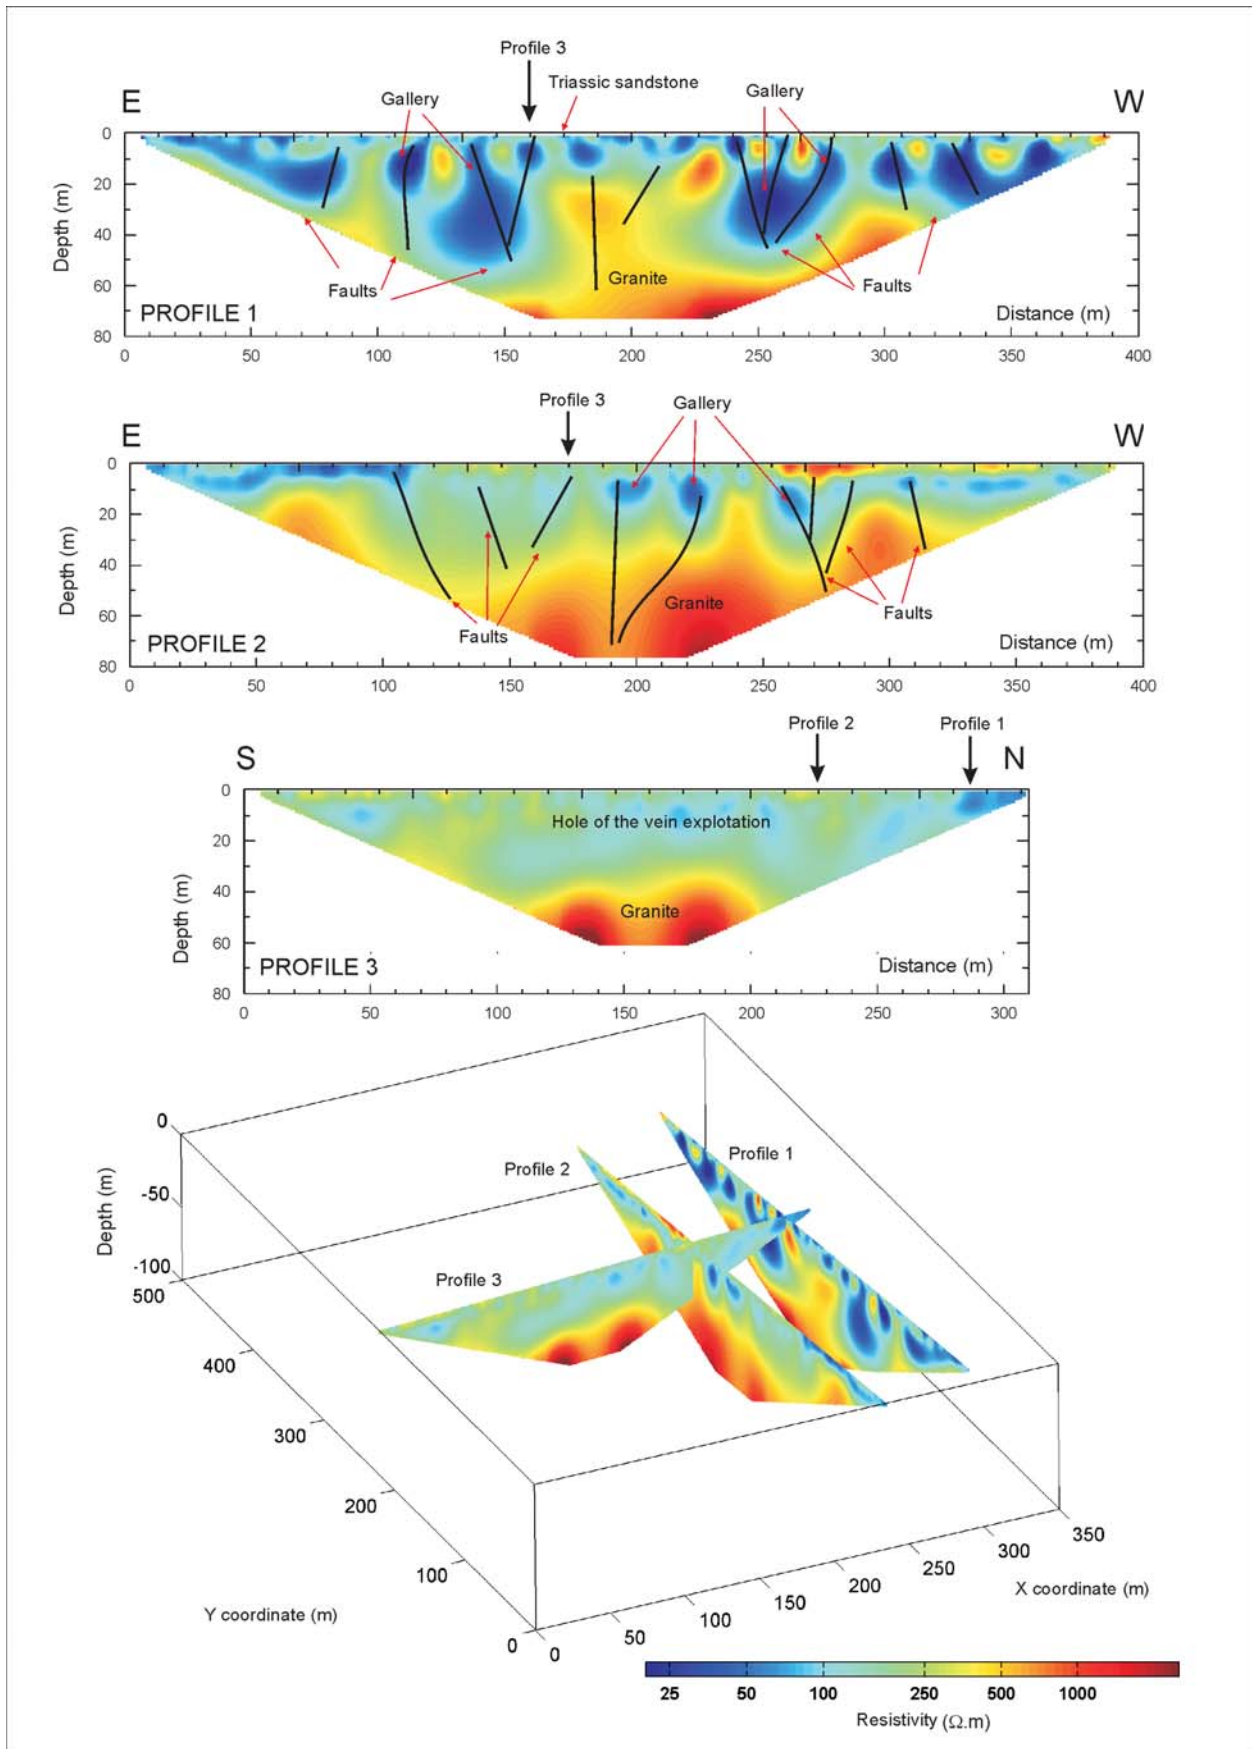 Profile 3
Triassic sandstone
E
Gallery
Gallery
W
0
20
40
60
80
Depth (m)
Faults
Granite
Faults
PROFILE 1
Distance (m)
0 50 100 150 200 250 300 350 400
Profile 3
Gallery
E
W
0
20
40
60
80
Depth (m)
Granite
Faults
Faults
PROFILE 2
Distance (m)
0 50 100 150 200 250 300 350 400
Profile 2
Profile 1
S
N
0
20
40
60
80
Depth (m)
Hole of the vein explotation
Granite
PROFILE 3
Distance (m)
0 50 100 150 200 250 300
0
-50
-100
Depth (m)
Profile 1
Profile 2
Profile 3
500
400
300
200
100
0
Y coordinate (m)
0
50
100
150
200
250
300
350
X coordinate (m)
25 50 100 250 500 1000
Resistivity (Ω.m)